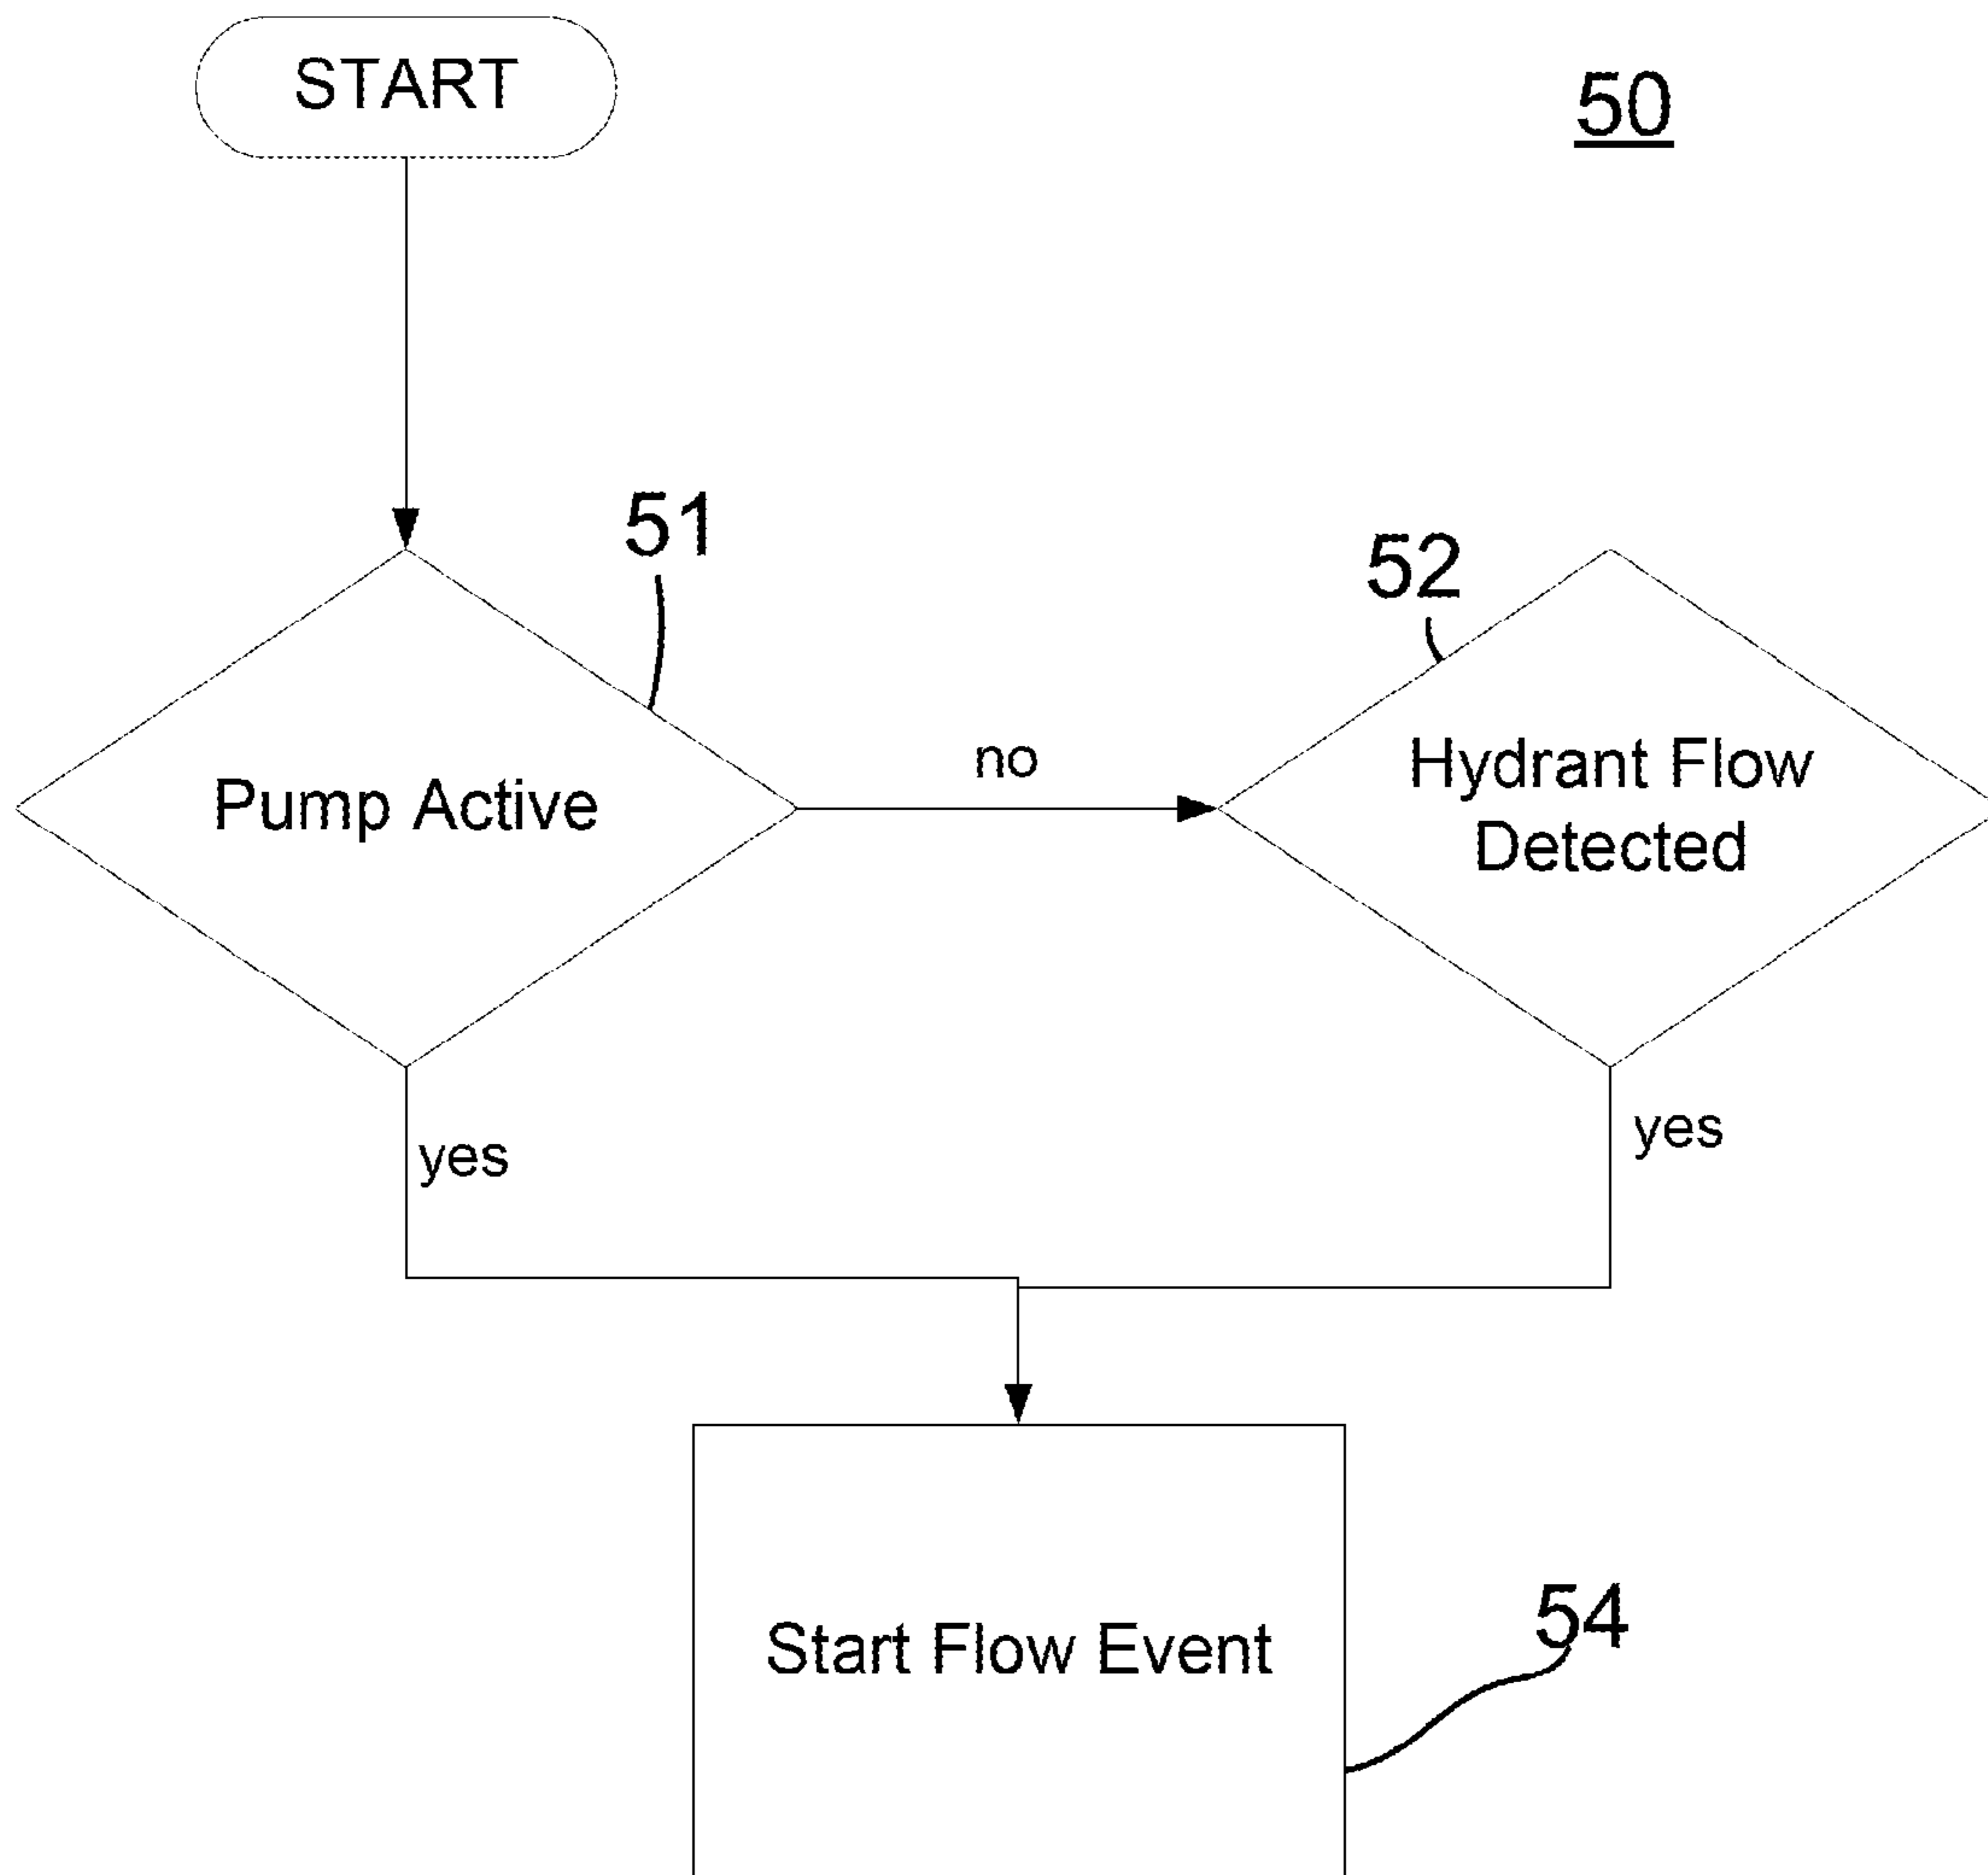 START
50
51
52
Pump Active
no
Hydrant Flow
Detected
yes
yes
Start Flow Event
54